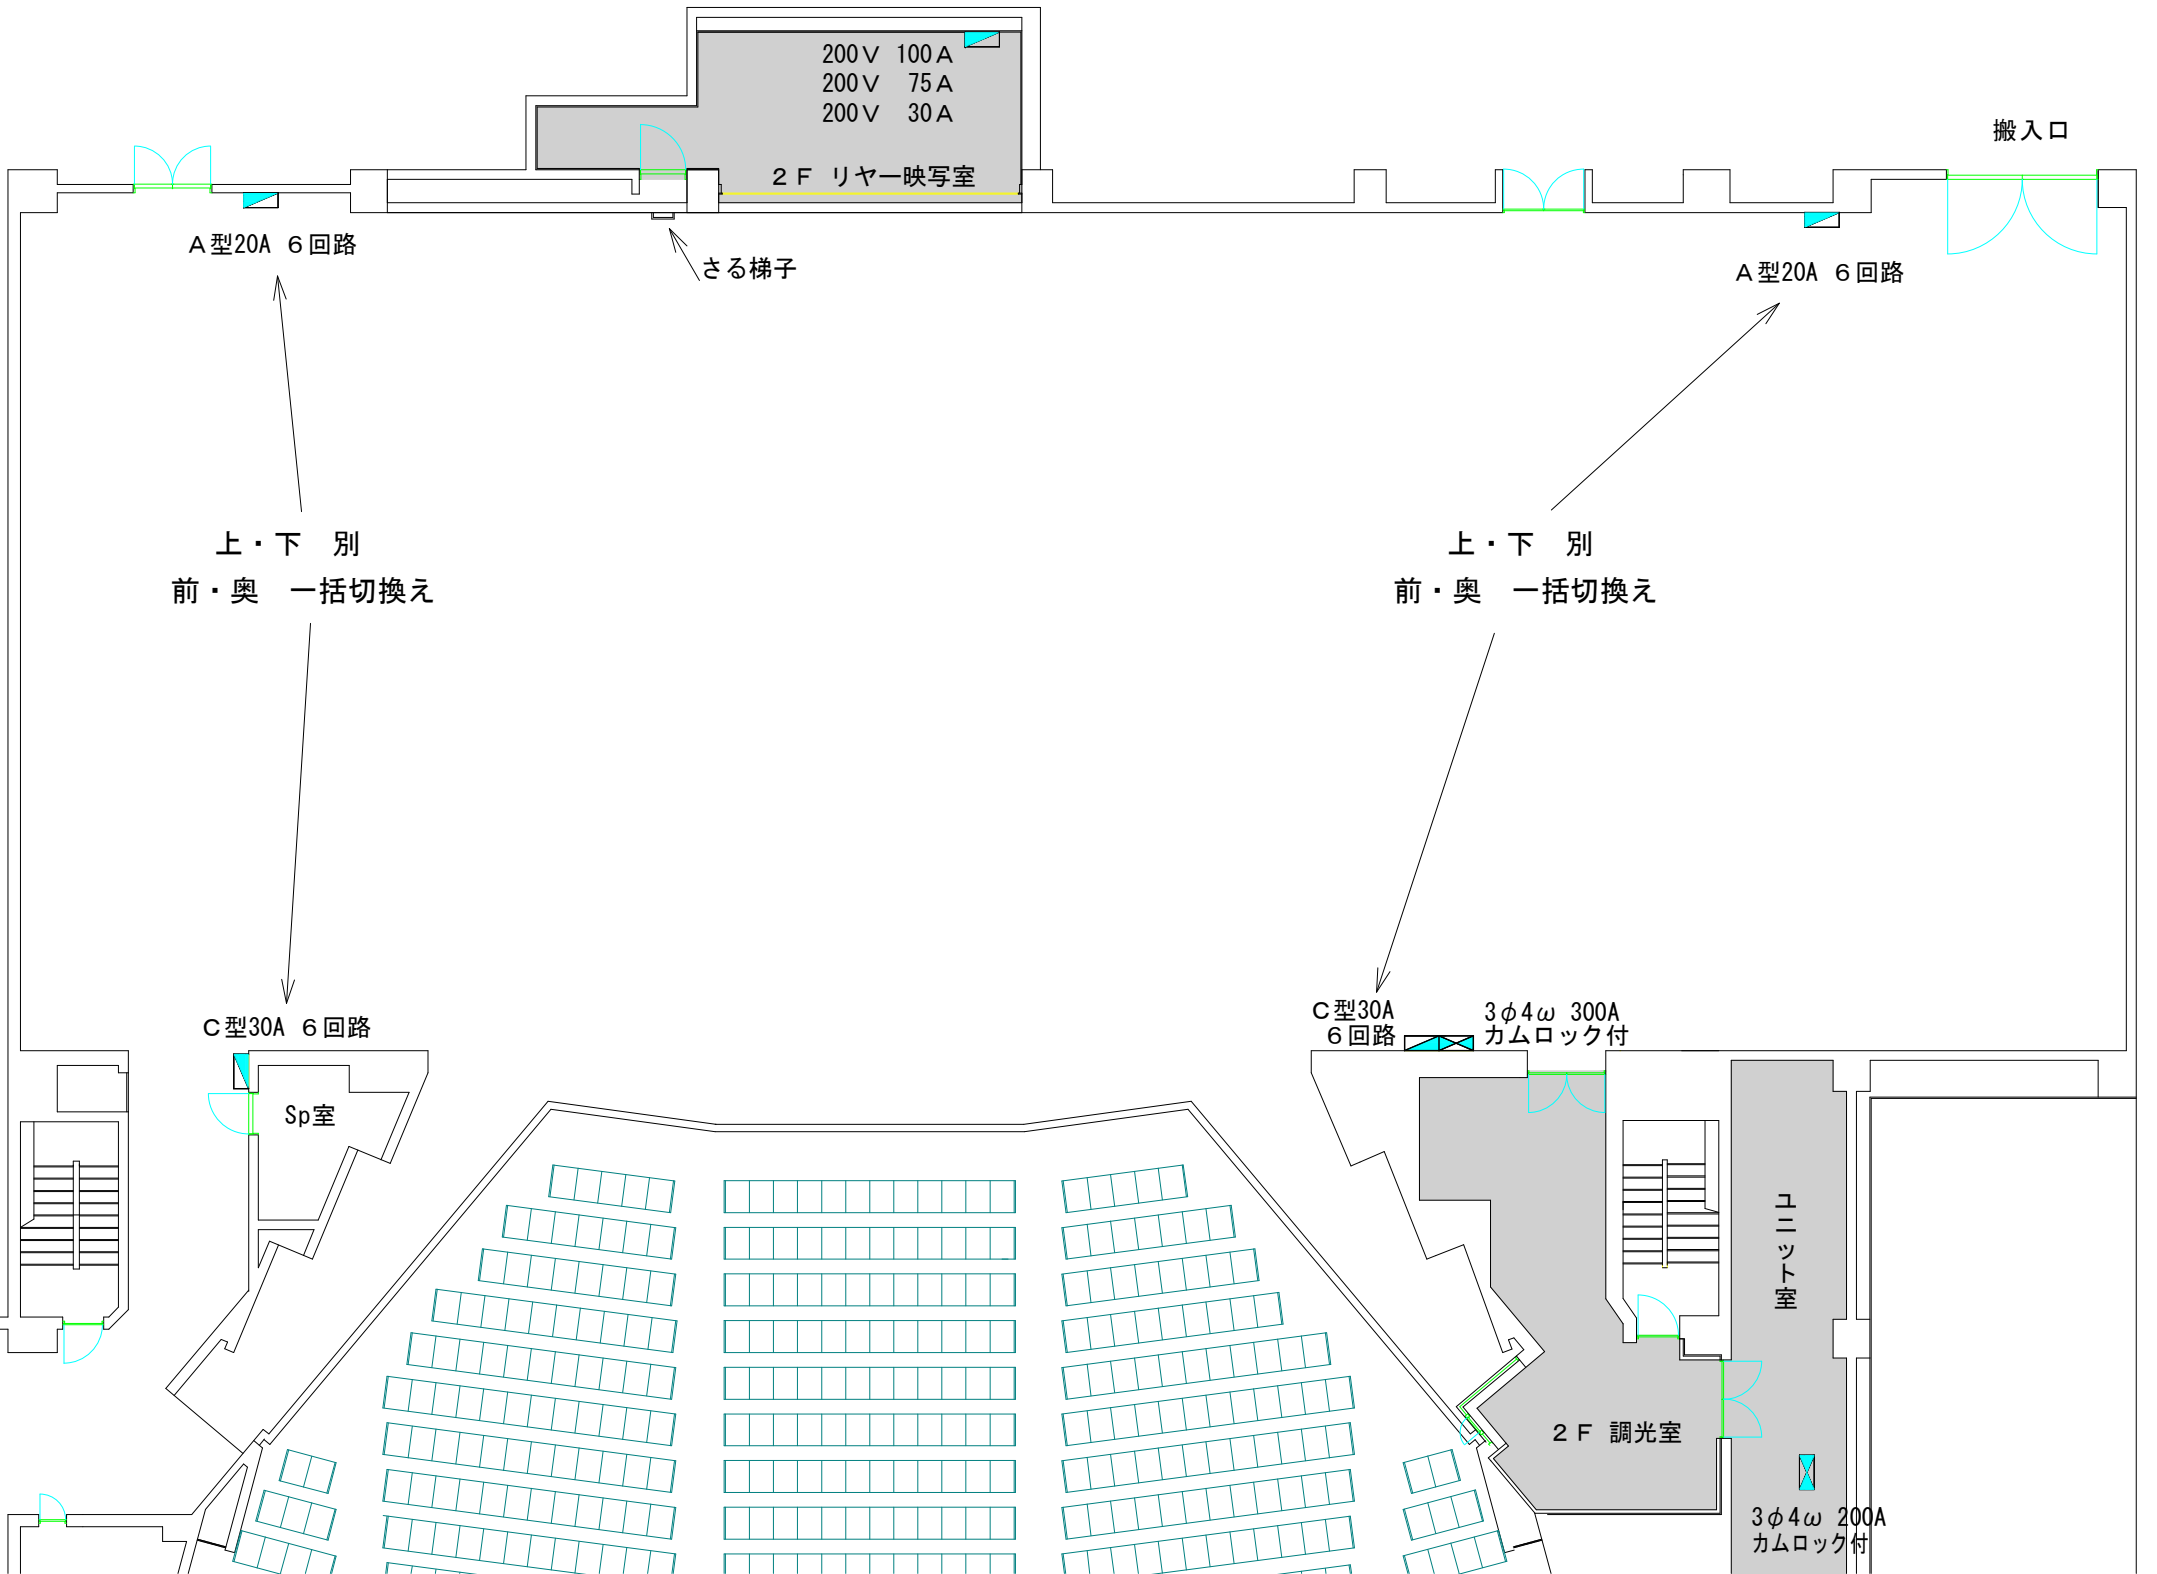 200V 100A
200V 75A
200V 30A
2F リヤー映写室
搬入口
A型20A 6回路
さる梯子
A型20A 6回路
上・下 別
前・奥 一括切換え
上・下 別
前・奥 一括切換え
C型30A 6回路
C型30A
6回路
3φ4ω 300A
カムロック付
Sp室
ユニット室
2F 調光室
3φ4ω 200A
カムロック付